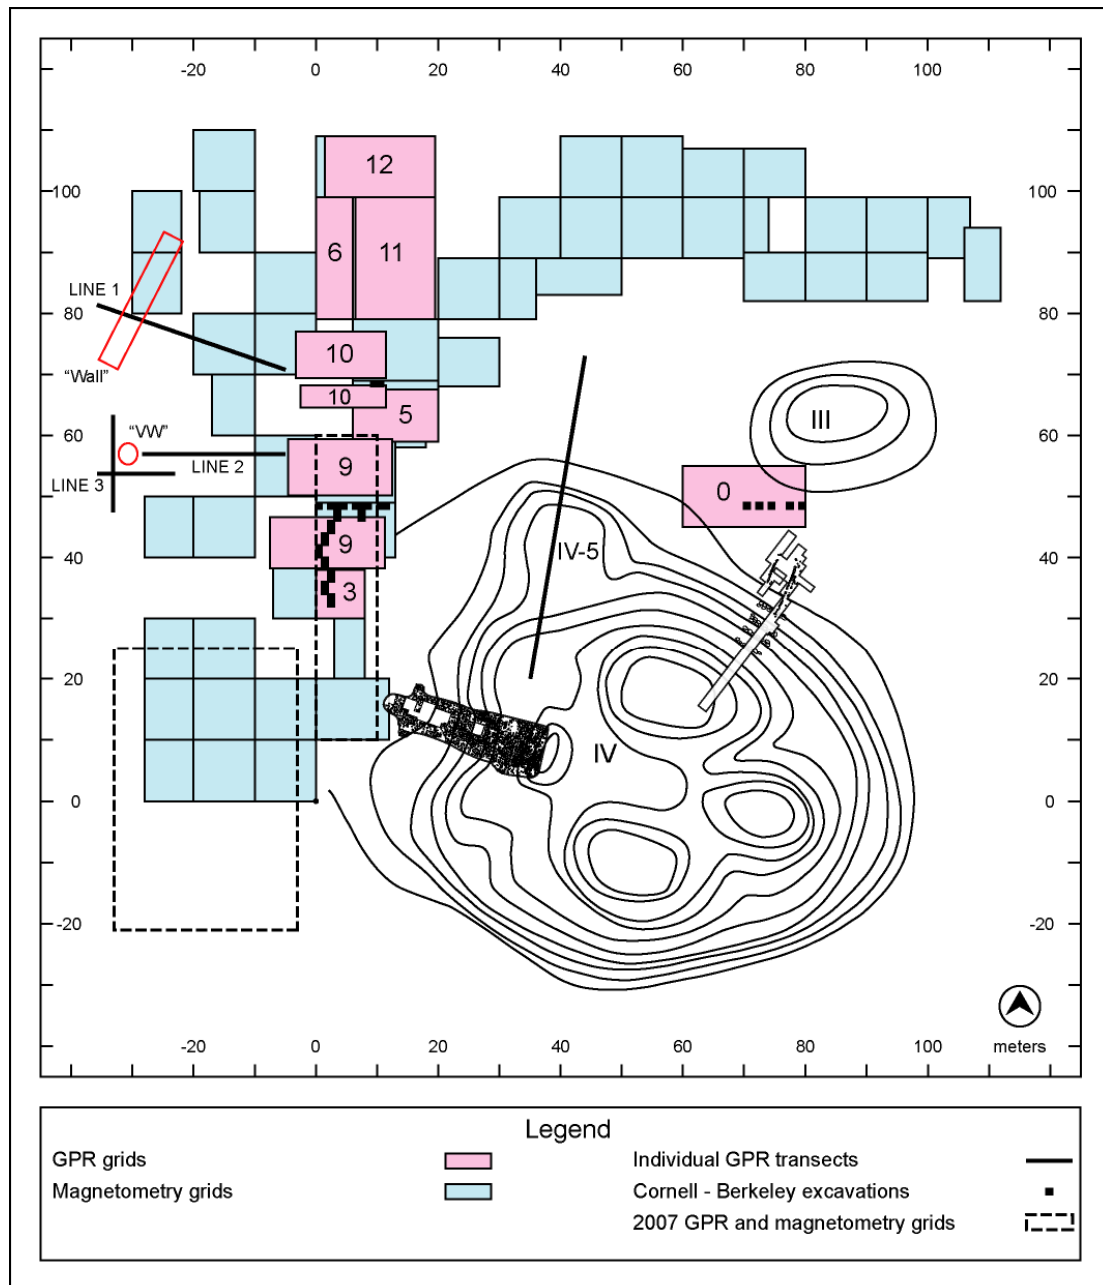 -20 0 20 40 60 80 100
12
100 100
6 11
LINE 1
80 80
10
"Wall"
10
5
III
60 "VW" 60
LINE 2
9
LINE 3
0
IV-5
40 9 40
3
20 20
IV
0 0
-20 -20
-20 0 20 40 60 80 100 meters
Legend
GPR grids Individual GPR transects
Magnetometry grids Cornell - Berkeley excavations
2007 GPR and magnetometry grids